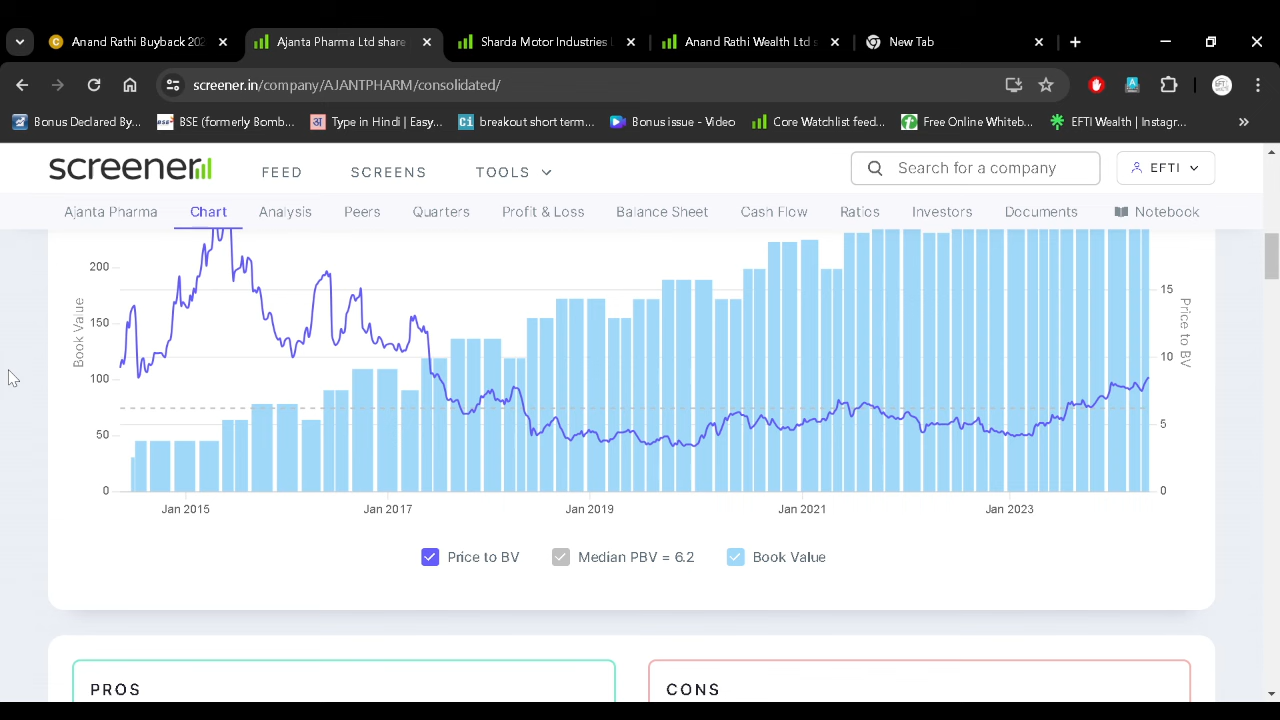 Anand Rathi Buyback 202
Ajanta Pharma Ltd share
Sharda Motor Industries
Anand Rathi Wealth Ltd s
New Tab
screener.in/company/AJANTPHARM/consolidated/
Bonus Declared By...
BSE (formerly Bomb...
Type in Hindi | Easy...
breakout short term...
Bonus issue - Video
Core Watchlist feed...
Free Online Whiteb...
EFTI Wealth | Instagr...
screener
FEED
SCREENS
TOOLS
Search for a company
EFTI
Ajanta Pharma
Chart
Analysis
Peers
Quarters
Profit & Loss
Balance Sheet
Cash Flow
Ratios
Investors
Documents
Notebook
200
150
100
50
0
Book Value
15
10
5
0
Price to BV
Jan 2015
Jan 2017
Jan 2019
Jan 2021
Jan 2023
Price to BV
Median PBV = 6.2
Book Value
PROS
CONS